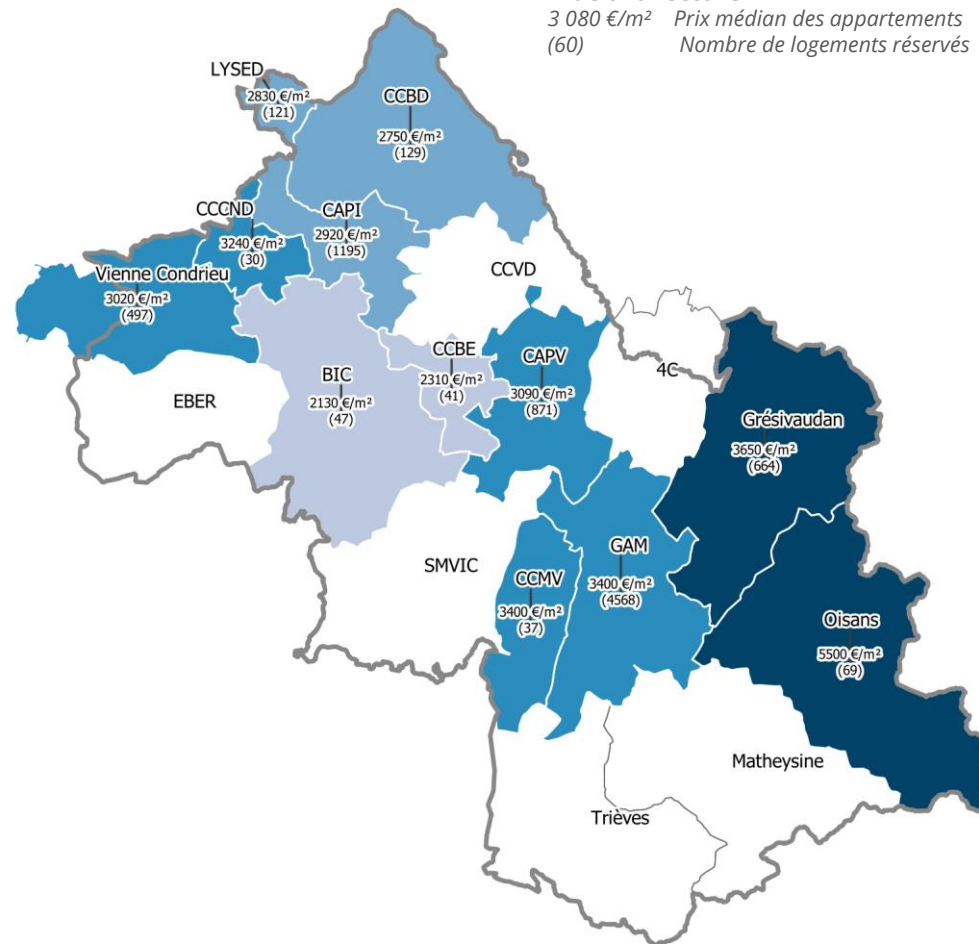 3 080 €/m² Prix médian des appartements
(60) Nombre de logements réservés
LYSED
2830 €/m²
(121)
CCBD
2750 €/m²
(129)
CCCND
3240 €/m²
(30)
CAPI
2920 €/m²
(1195)
Vienne Condrieu
3020 €/m²
(497)
CCVD
EBER
BIC
2130 €/m²
(47)
CCBE
2310 €/m²
(41)
CAPV
3090 €/m²
(871)
4C
Grésivaudan
3650 €/m²
(664)
SMVIC
CCMV
3400 €/m²
(37)
GAM
3400 €/m²
(4568)
Oisans
5500 €/m²
(69)
Matheysine
Trièves